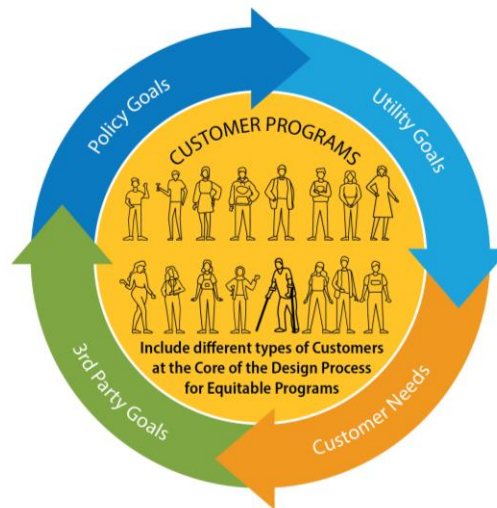 Policy Goals
Utility Goals
CUSTOMER PROGRAMS
Include different types of Customers
at the Core of the Design Process
for Equitable Programs
3rd Party Goals
Customer Needs